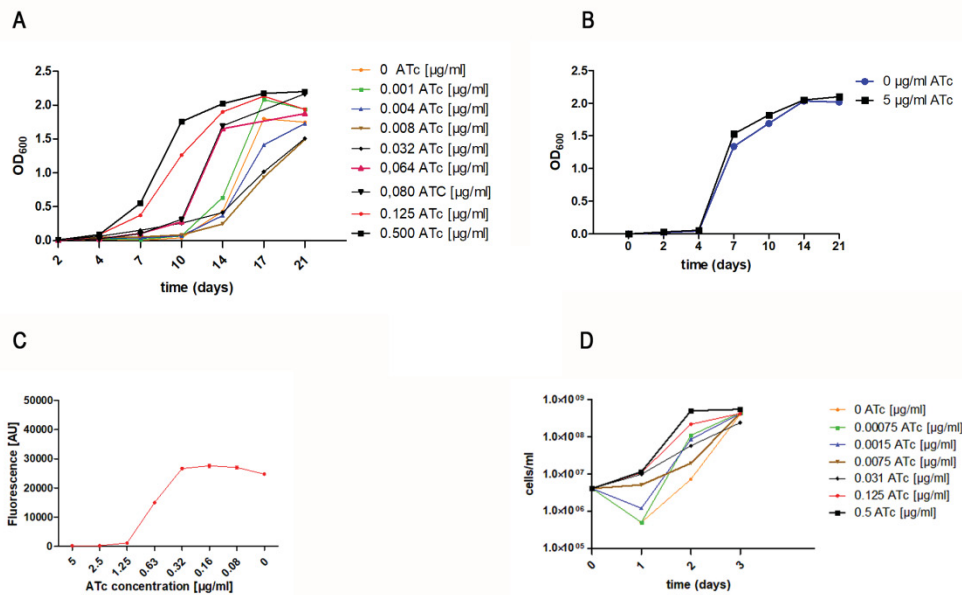 A
2.5
2.0
1.5
1.0
0.5
0.0
OD600
2 4 7 10 14 17 21
time (days)
0 ATc [µg/ml]
0.001 ATc [µg/ml]
0.004 ATc [µg/ml]
0.008 ATc [µg/ml]
0.032 ATc [µg/ml]
0,064 ATc [µg/ml]
0,080 ATC [µg/ml]
0.125 ATc [µg/ml]
0.500 ATc [µg/ml]
B
2.5
2.0
1.5
1.0
0.5
0.0
OD600
0 2 4 7 10 14 21
time (days)
0 µg/ml ATc
5 µg/ml ATc
C
50000
40000
30000
20000
10000
0
Fluorescence [AU]
5 2.5 1.25 0.63 0.32 0.16 0.08 0
ATc concentration [µg/ml]
D
1.0×10^09
1.0×10^08
1.0×10^07
1.0×10^06
1.0×10^05
cells/ml
0 1 2 3
time (days)
0 ATc [µg/ml]
0.00075 ATc [µg/ml]
0.0015 ATc [µg/ml]
0.0075 ATc [µg/ml]
0.031 ATc [µg/ml]
0.125 ATc [µg/ml]
0.5 ATc [µg/ml]